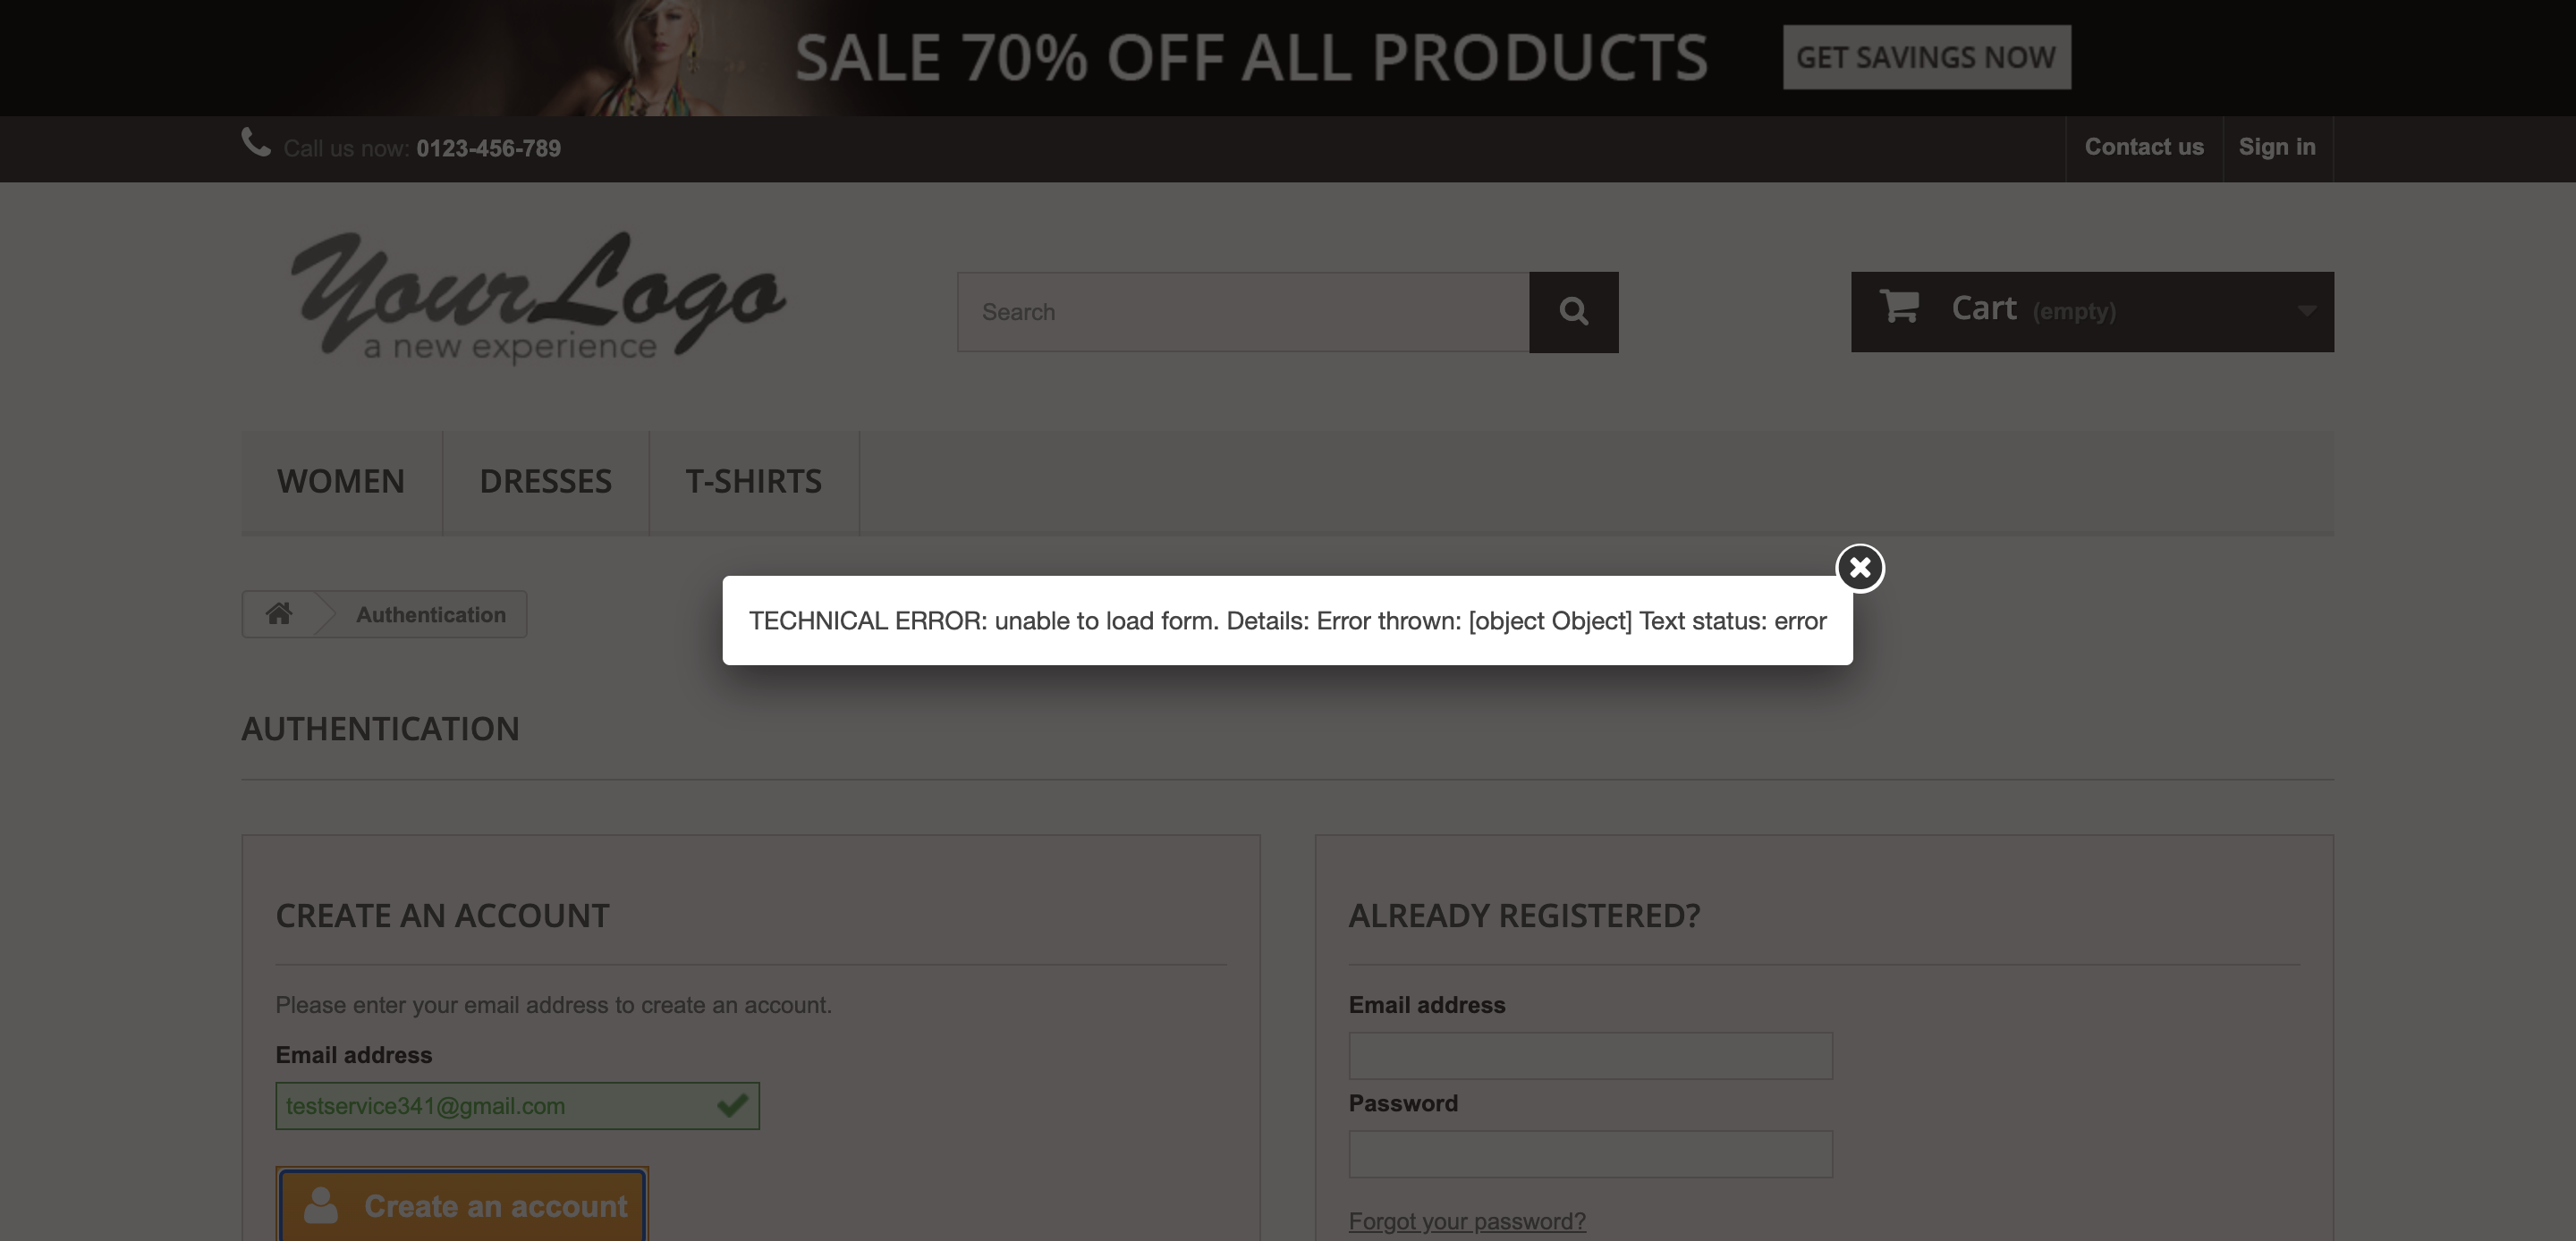 SALE 70% OFF ALL PRODUCTS GET SAVINGS NOW
Call us now: 0123-456-789 Contact us Sign in
YourLogo
a new experience
Search
Cart (empty)
WOMEN DRESSES T-SHIRTS
Authentication
TECHNICAL ERROR: unable to load form. Details: Error thrown: [object Object] Text status: error
AUTHENTICATION
CREATE AN ACCOUNT
Please enter your email address to create an account.
Email address
testservice341@gmail.com
Create an account
ALREADY REGISTERED?
Email address
Password
Forgot your password?